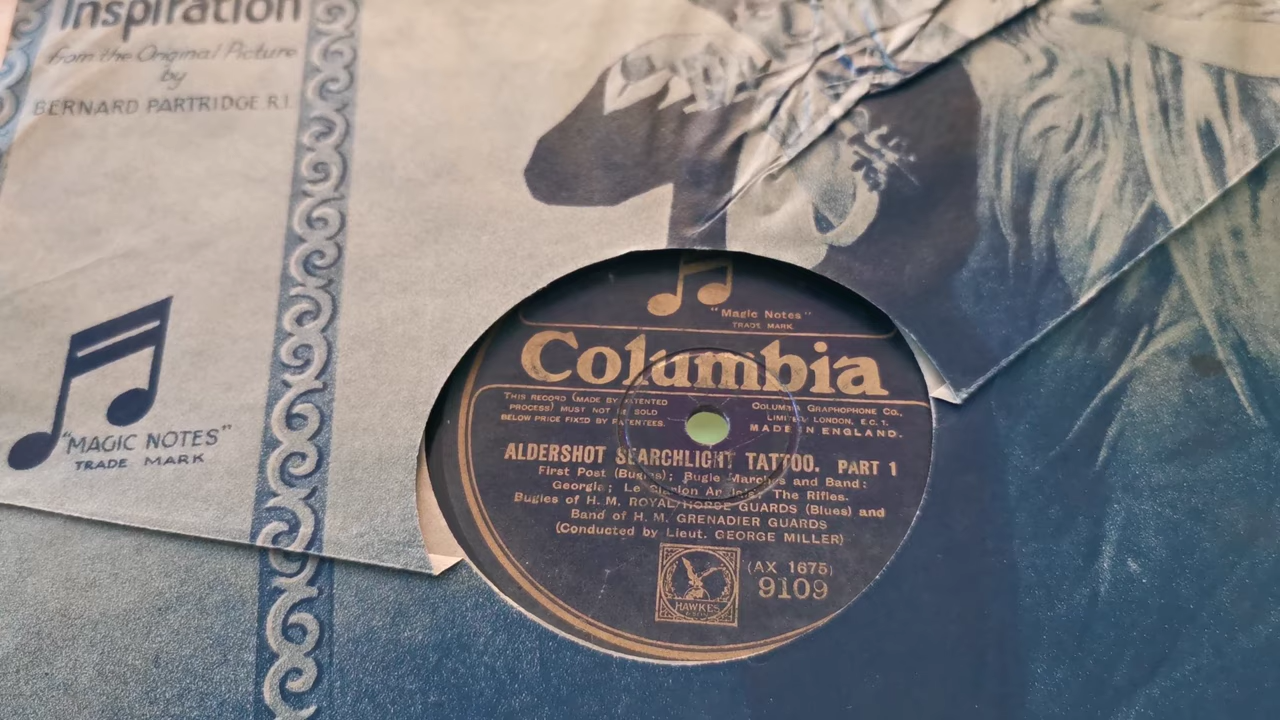 Inspiration
from the Original Picture
by
BERNARD PARTRIDGE. R.I.
"MAGIC NOTES"
TRADE MARK
"Magic Notes"
TRADE MARK
Columbia
THIS RECORD (MADE BY PATENTED
PROCESS) MUST NOT BE SOLD
BELOW PRICE FIXED BY PATENTEES.
COLUMBIA GRAPHOPHONE CO.,
LIMITED, LONDON, E.C.1.
MADE IN ENGLAND.
ALDERSHOT SEARCHLIGHT TATTOO. PART 1
First Post (Bugles); Bugle Marches and Band:
Georgia; Le Clarion The Rifles.
Bugles of H. M. ROYAL HORSE GUARDS (Blues) and
Band of H. M. GRENADIER GUARDS
(Conducted by Lieut. GEORGE MILLER)
HAWKES
(AX 1675)
9109